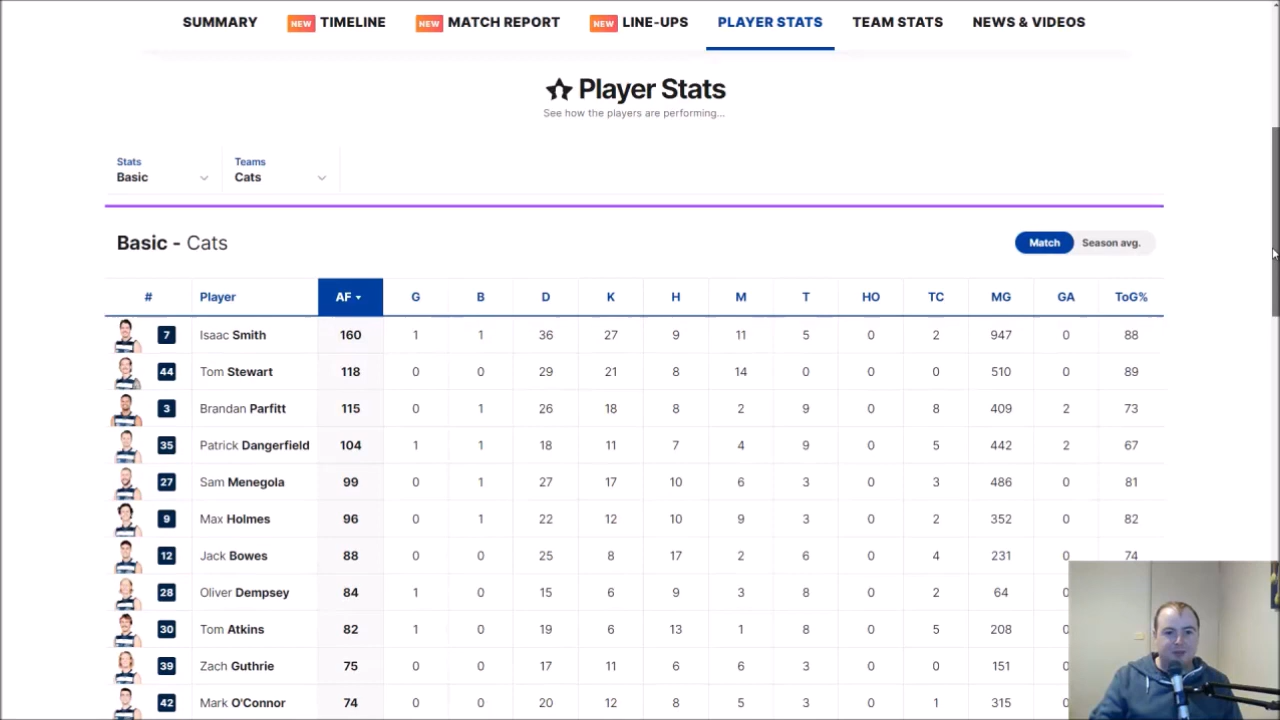 SUMMARY NEW TIMELINE NEW MATCH REPORT NEW LINE-UPS PLAYER STATS TEAM STATS NEWS & VIDEOS
Player Stats
See how the players are performing...
Stats Teams
Basic Cats
Basic - Cats Match Season avg.
# Player AF G B D K H M T HO TC MG GA ToG%
7 Isaac Smith 160 1 1 36 27 9 11 5 0 2 947 0 88
44 Tom Stewart 118 0 0 29 21 8 14 0 0 0 510 0 89
3 Brandan Parfitt 115 0 1 26 18 8 2 9 0 8 409 2 73
35 Patrick Dangerfield 104 1 1 18 11 7 4 9 0 5 442 2 67
27 Sam Menegola 99 0 1 27 17 10 6 3 0 3 486 0 81
9 Max Holmes 96 0 1 22 12 10 9 3 0 2 352 0 82
12 Jack Bowes 88 0 0 25 8 17 2 6 0 4 231 0 74
28 Oliver Dempsey 84 1 0 15 6 9 3 8 0 2 64 0
30 Tom Atkins 82 1 0 19 6 13 1 8 0 5 208 0
39 Zach Guthrie 75 0 0 17 11 6 6 3 0 0 151 0
42 Mark O'Connor 74 0 0 20 12 8 5 3 0 1 315 0